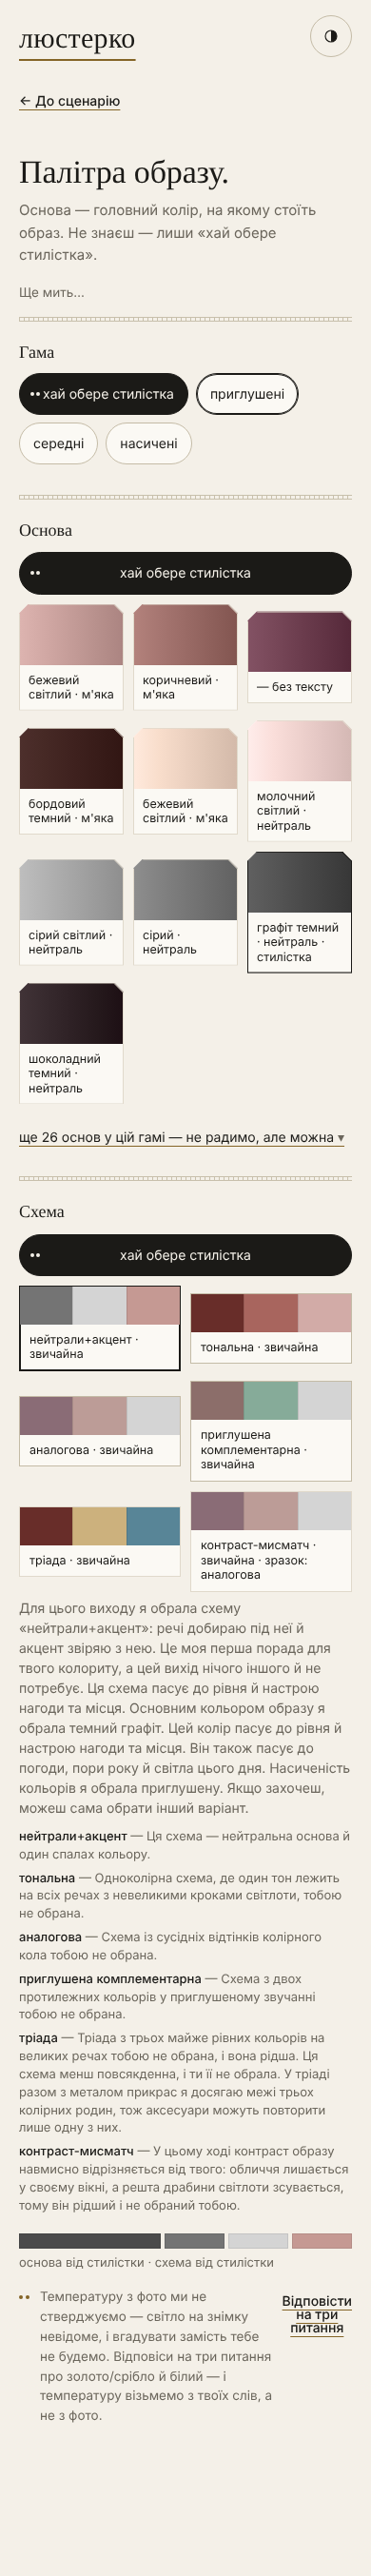 люстерко
← До сценарію
Палітра образу.
Основа — головний колір, на якому стоїть
образ. Не знаєш — лиши «хай обере
стилістка».
Ще мить...
Гама
хай обере стилістка
приглушені
середні
насичені
Основа
хай обере стилістка
бежевий
світлий · м'яка
коричневий ·
м'яка
— без тексту
бордовий
темний · м'яка
бежевий
світлий · м'яка
молочний
світлий ·
нейтраль
сірий світлий ·
нейтраль
сірий ·
нейтраль
графіт темний
· нейтраль ·
стилістка
шоколадний
темний ·
нейтраль
ще 26 основ у цій гамі — не радимо, але можна ▾
Схема
хай обере стилістка
нейтрали+акцент ·
звичайна
тональна · звичайна
аналогова · звичайна
приглушена
комплементарна ·
звичайна
тріада · звичайна
контраст-мисматч ·
звичайна · зразок:
аналогова
Для цього виходу я обрала схему
«нейтрали+акцент»: речі добираю під неї й
акцент звіряю з нею. Це моя перша порада для
твого колориту, а цей вихід нічого іншого й не
потребує. Ця схема пасує до рівня й настрою
нагоди та місця. Основним кольором образу я
обрала темний графіт. Цей колір пасує до рівня й
настрою нагоди та місця. Він також пасує до
погоди, пори року й світла цього дня. Насиченість
кольорів я обрала приглушену. Якщо захочеш,
можеш сама обрати інший варіант.
нейтрали+акцент — Ця схема — нейтральна основа й
один спалах кольору.
тональна — Одноколірна схема, де один тон лежить
на всіх речах з невеликими кроками світлоти, тобою
не обрана.
аналогова — Схема із сусідніх відтінків колірного
кола тобою не обрана.
приглушена комплементарна — Схема з двох
протилежних кольорів у приглушеному звучанні
тобою не обрана.
тріада — Тріада з трьох майже рівних кольорів на
великих речах тобою не обрана, і вона рідша. Ця
схема менш повсякденна, і ти її не обрала. У тріаді
разом з металом прикрас я досягаю межі трьох
колірних родин, тож аксесуари можуть повторити
лише одну з них.
контраст-мисматч — У цьому ході контраст образу
навмисно відрізняється від твого: обличчя лишається
у своєму вікні, а решта драбини світлоти зсувається,
тому він рідший і не обраний тобою.
основа від стилістки · схема від стилістки
Температуру з фото ми не
стверджуємо — світло на знімку
невідоме, і вгадувати замість тебе
не будемо. Відповіси на три питання
про золото/срібло й білий — і
температуру візьмемо з твоїх слів, а
не з фото.
Відповісти
на три
питання